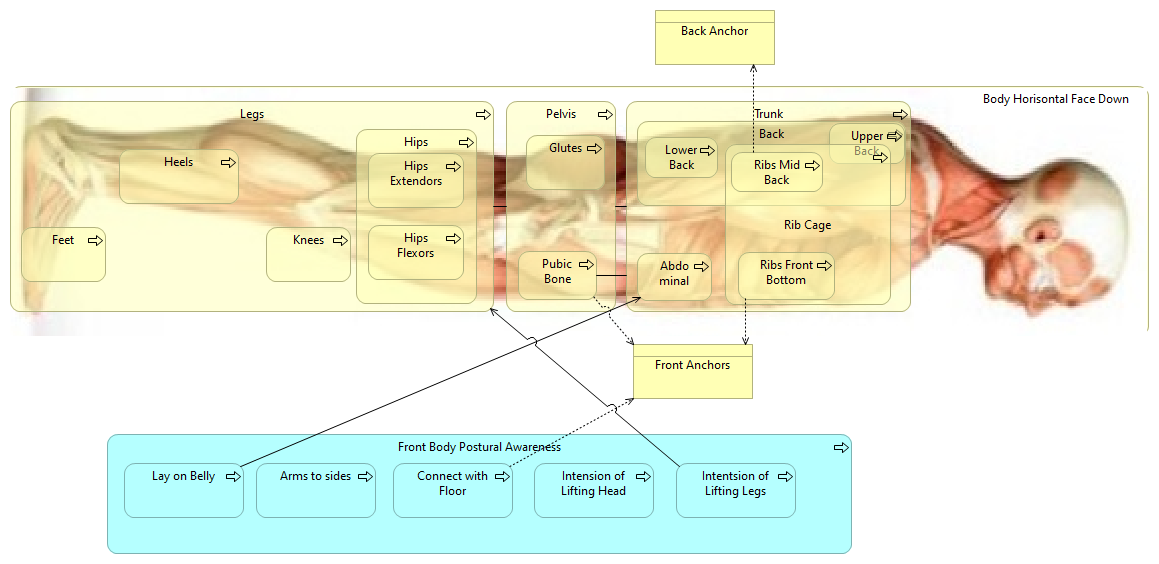 Back Anchor
Body Horisontal Face Down
Legs
Pelvis
Trunk
Back
Hips
Glutes
Lower
Back
Upper
Back
Heels
Hips
Extendors
Ribs Mid
Back
Rib Cage
Feet
Knees
Hips
Flexors
Pubic
Bone
Abdo
minal
Ribs Front
Bottom
Front Anchors
Front Body Postural Awareness
Lay on Belly
Arms to sides
Connect with
Floor
Intension of
Lifting Head
Intentsion of
Lifting Legs